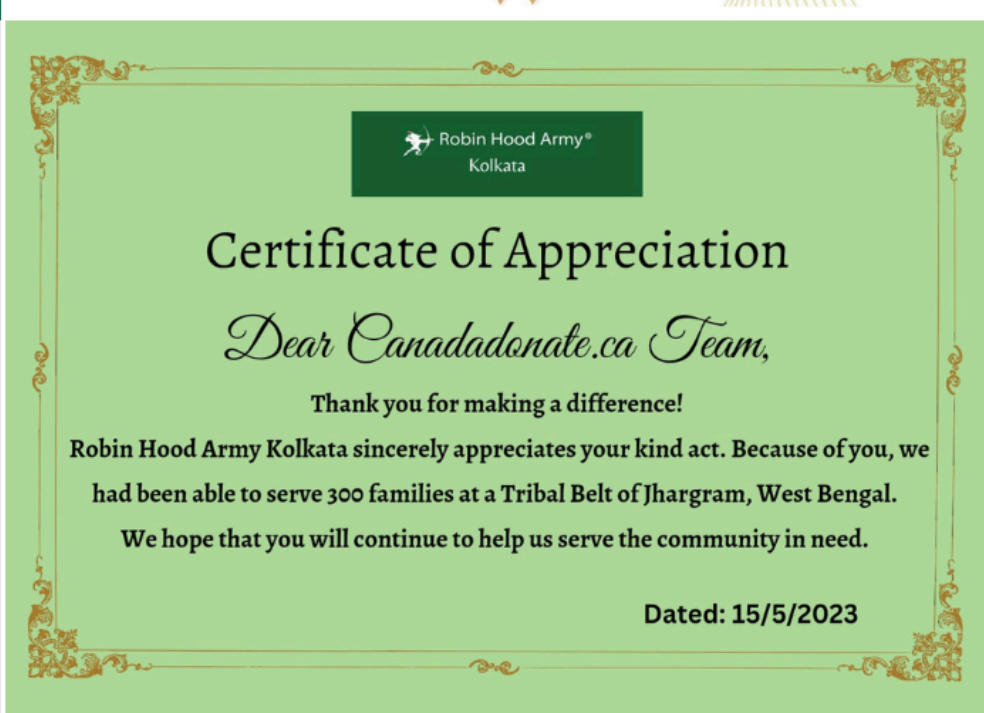 Robin Hood Army®
Kolkata
Certificate of Appreciation
Dear Canadadonate.ca Team,
Thank you for making a difference!
Robin Hood Army Kolkata sincerely appreciates your kind act. Because of you, we
had been able to serve 300 families at a Tribal Belt of Jhargram, West Bengal.
We hope that you will continue to help us serve the community in need.
Dated: 15/5/2023